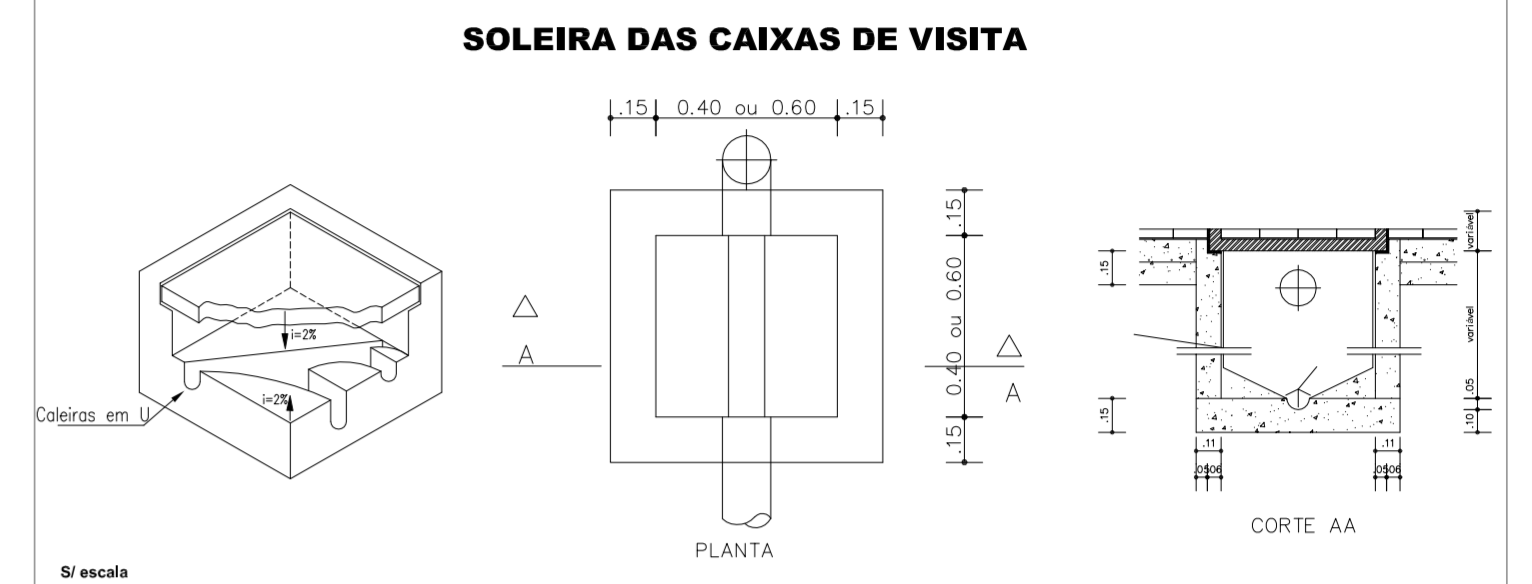 SOLEIRA DAS CAIXAS DE VISITA
.15 0.40 ou 0.60 .15
i=2%
i=2%
Caleiras em U
A
A
.15
0.40 ou 0.60
.15
PLANTA
variável
.15
variável
.05
.15
.10
.11 .11
.05 06 .05 06
CORTE AA
S/ escala